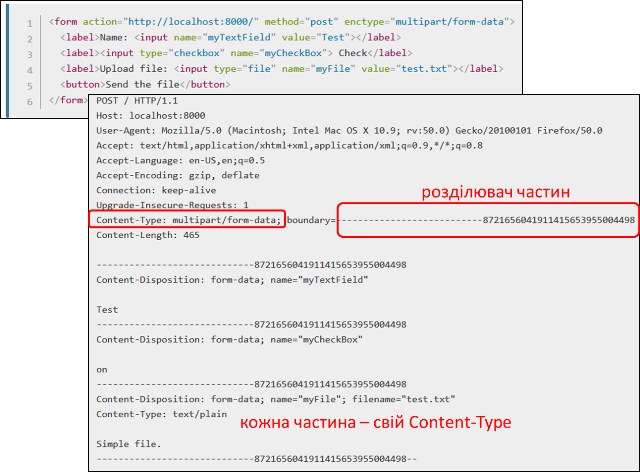 1 <form action="http://localhost:8000/" method="post" enctype="multipart/form-data">
2 <label>Name: <input name="myTextField" value="Test"></label>
3 <label><input type="checkbox" name="myCheckBox"> Check</label>
4 <label>Upload file: <input type="file" name="myFile" value="test.txt"></label>
5 <button>Send the file</button>
6 </form>
POST / HTTP/1.1
Host: localhost:8000
User-Agent: Mozilla/5.0 (Macintosh; Intel Mac OS X 10.9; rv:50.0) Gecko/20100101 Firefox/50.0
Accept: text/html,application/xhtml+xml,application/xml;q=0.9,*/*;q=0.8
Accept-Language: en-US,en;q=0.5
Accept-Encoding: gzip, deflate
Connection: keep-alive
Upgrade-Insecure-Requests: 1
розділювач частин
Content-Type: multipart/form-data; boundary=---------------------------8721656041911415653955004498
Content-Length: 465

-----------------------------8721656041911415653955004498
Content-Disposition: form-data; name="myTextField"

Test
-----------------------------8721656041911415653955004498
Content-Disposition: form-data; name="myCheckBox"

on
-----------------------------8721656041911415653955004498
Content-Disposition: form-data; name="myFile"; filename="test.txt"
Content-Type: text/plain
кожна частина – свій Content-Type

Simple file.
-----------------------------8721656041911415653955004498--